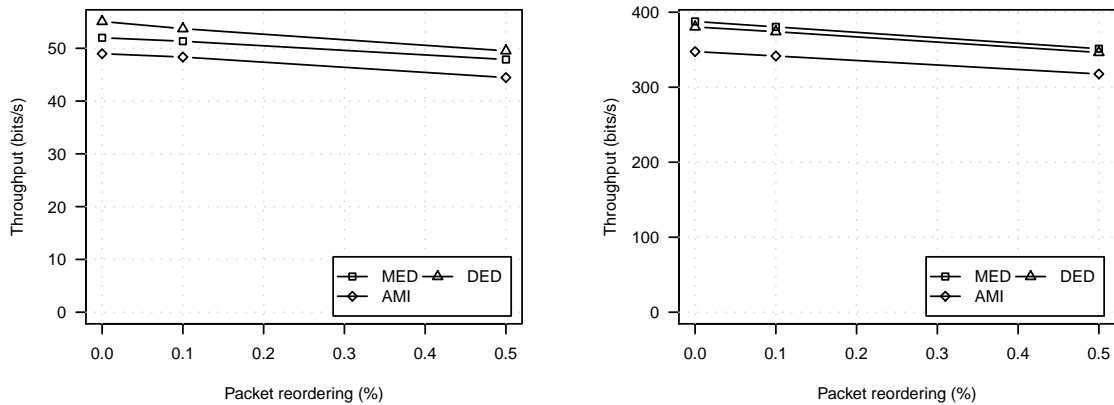 Throughput (bits/s)
50
40
30
20
10
0
MED DED
AMI
0.0 0.1 0.2 0.3 0.4 0.5
Packet reordering (%)
Throughput (bits/s)
400
300
200
100
0
MED DED
AMI
0.0 0.1 0.2 0.3 0.4 0.5
Packet reordering (%)